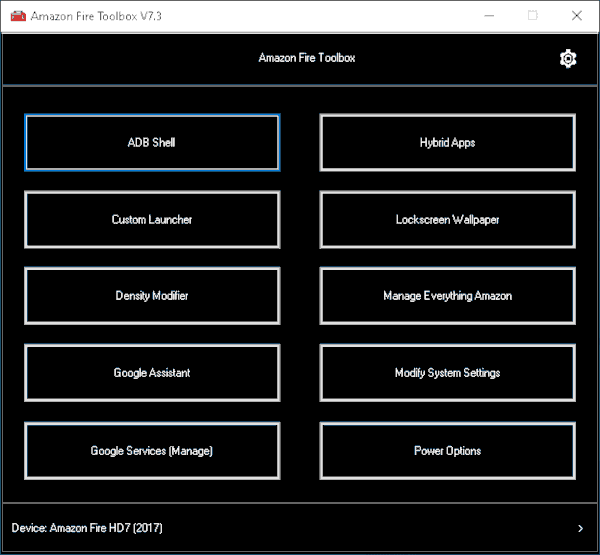 Amazon Fire Toolbox V7.3
Amazon Fire Toolbox
ADB Shell
Hybrid Apps
Custom Launcher
Lockscreen Wallpaper
Density Modifier
Manage Everything Amazon
Google Assistant
Modify System Settings
Google Services (Manage)
Power Options
Device: Amazon Fire HD7 (2017)